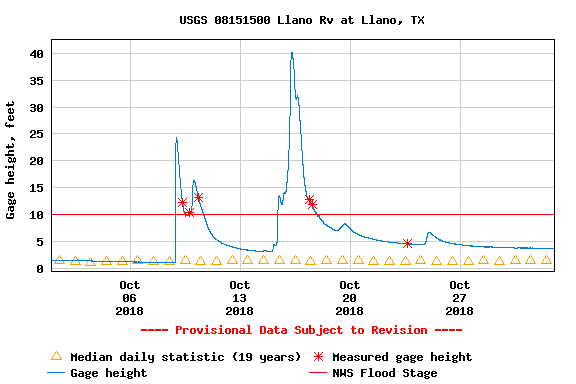 USGS 08151500 Llano Rv at Llano, TX
Gage height, feet
40
35
30
25
20
15
10
5
0
Oct 06 2018
Oct 13 2018
Oct 20 2018
Oct 27 2018
---- Provisional Data Subject to Revision ----
Median daily statistic (19 years)
Measured gage height
Gage height
NWS Flood Stage